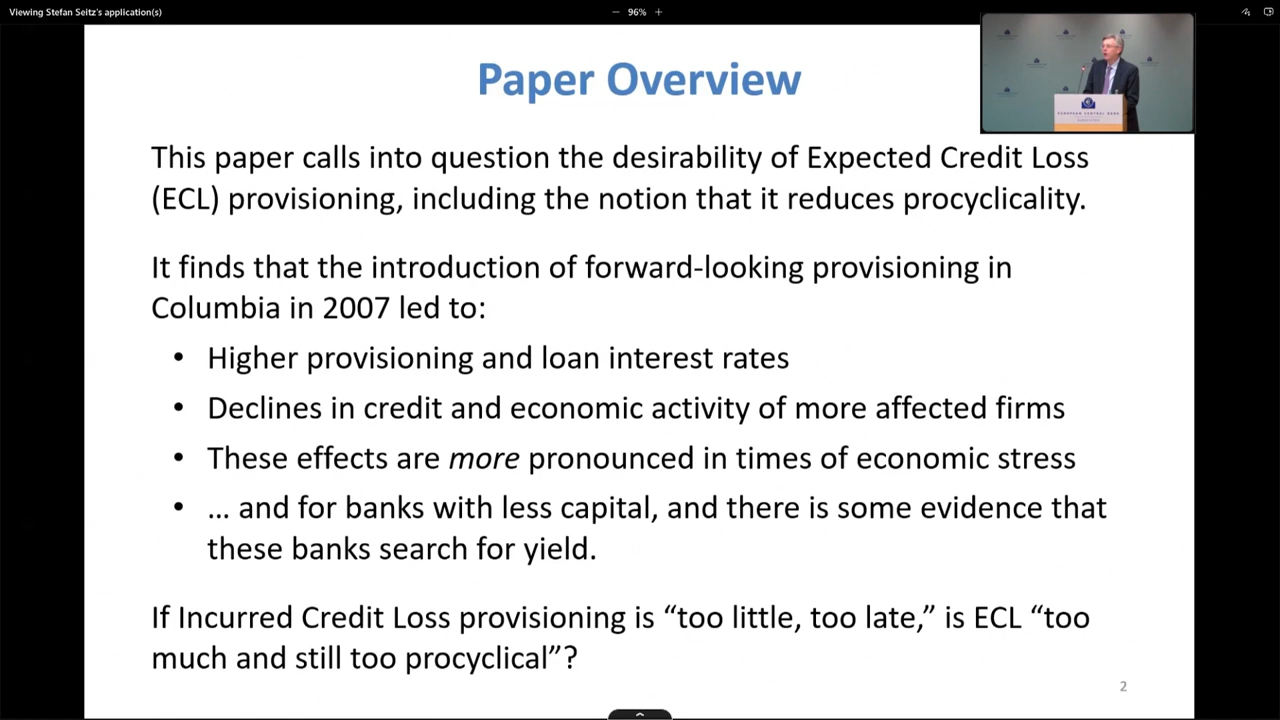 Viewing Stefan Seitz's application(s)
− 96% +
Paper Overview
EUROPEAN CENTRAL BANK
This paper calls into question the desirability of Expected Credit Loss
(ECL) provisioning, including the notion that it reduces procyclicality.
It finds that the introduction of forward-looking provisioning in
Columbia in 2007 led to:
• Higher provisioning and loan interest rates
• Declines in credit and economic activity of more affected firms
• These effects are more pronounced in times of economic stress
• … and for banks with less capital, and there is some evidence that
these banks search for yield.
If Incurred Credit Loss provisioning is “too little, too late,” is ECL “too
much and still too procyclical”?
2